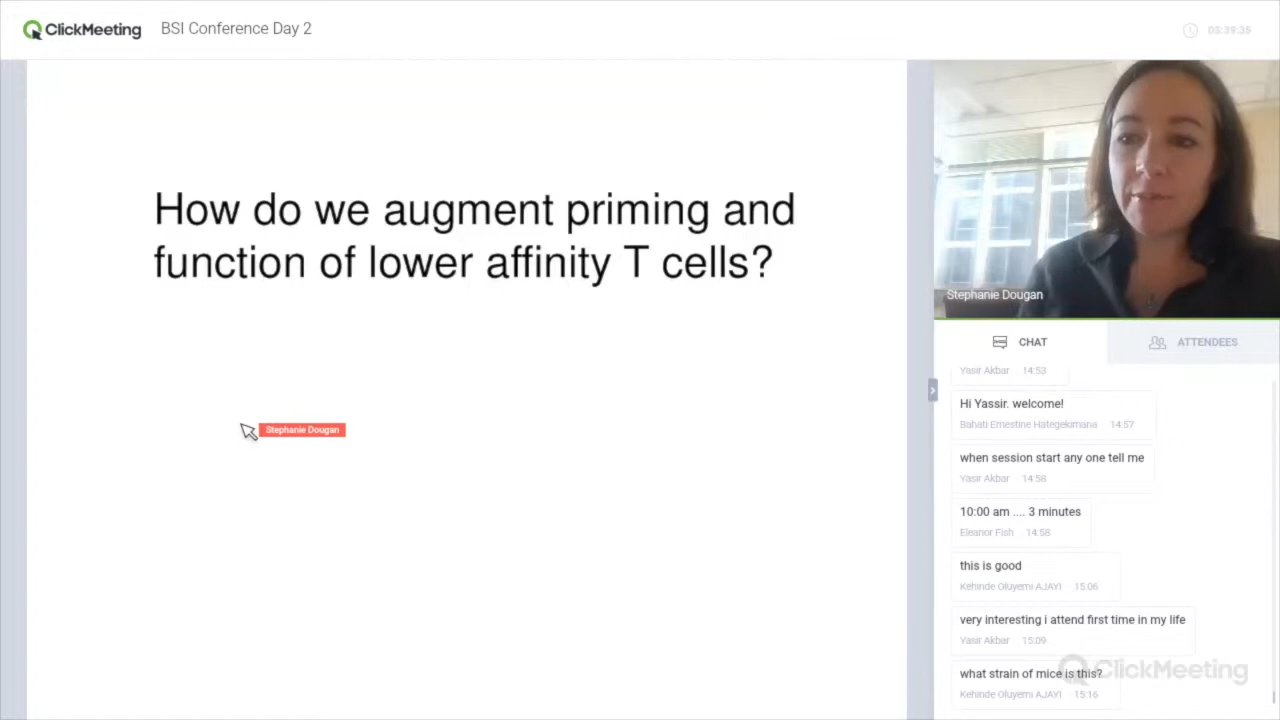 ClickMeeting
BSI Conference Day 2
03:39:35
How do we augment priming and
function of lower affinity T cells?
Stephanie Dougan
Stephanie Dougan
CHAT
ATTENDEES
Yasir Akbar 14:53
Hi Yassir. welcome!
Bahati Ernestine Hategekimana 14:57
when session start any one tell me
Yasir Akbar 14:58
10:00 am .... 3 minutes
Eleanor Fish 14:58
this is good
Kehinde Oluyemi AJAYI 15:06
very interesting i attend first time in my life
Yasir Akbar 15:09
what strain of mice is this?
Kehinde Oluyemi AJAYI 15:16
ClickMeeting